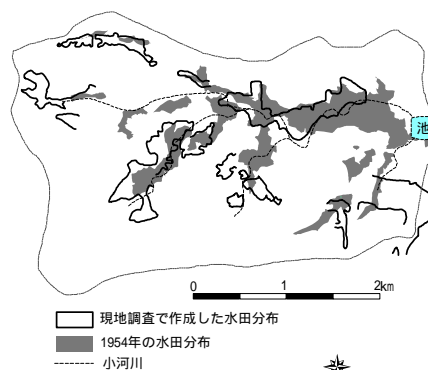 池
0 1 2km
現地調査で作成した水田分布
1954年の水田分布
小河川